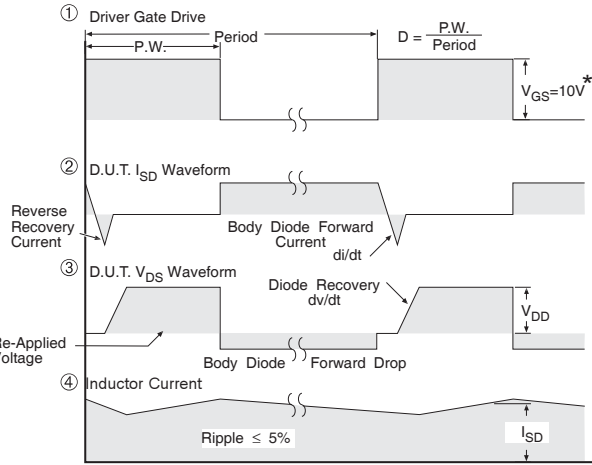 ① Driver Gate Drive
Period
P.W.
D = P.W. / Period
VGS=10V*
② D.U.T. ISD Waveform
Reverse
Recovery
Current
Body Diode Forward
Current
di/dt
③ D.U.T. VDS Waveform
Diode Recovery
dv/dt
VDD
Re-Applied
Voltage
Body Diode Forward Drop
④ Inductor Current
Ripple ≤ 5%
ISD